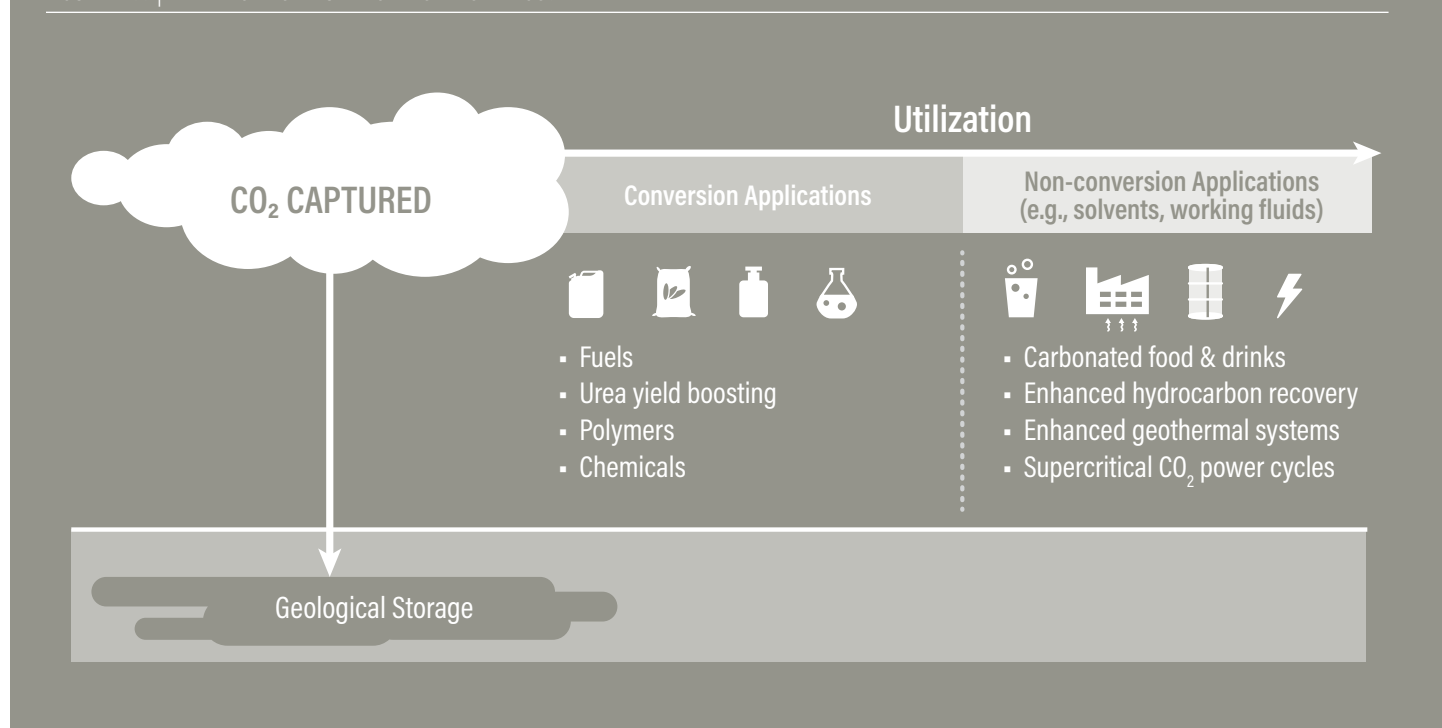 Utilization
CO₂ CAPTURED
Conversion Applications
Non-conversion Applications
(e.g., solvents, working fluids)
▪ Fuels
▪ Urea yield boosting
▪ Polymers
▪ Chemicals
▪ Carbonated food & drinks
▪ Enhanced hydrocarbon recovery
▪ Enhanced geothermal systems
▪ Supercritical CO₂ power cycles
Geological Storage